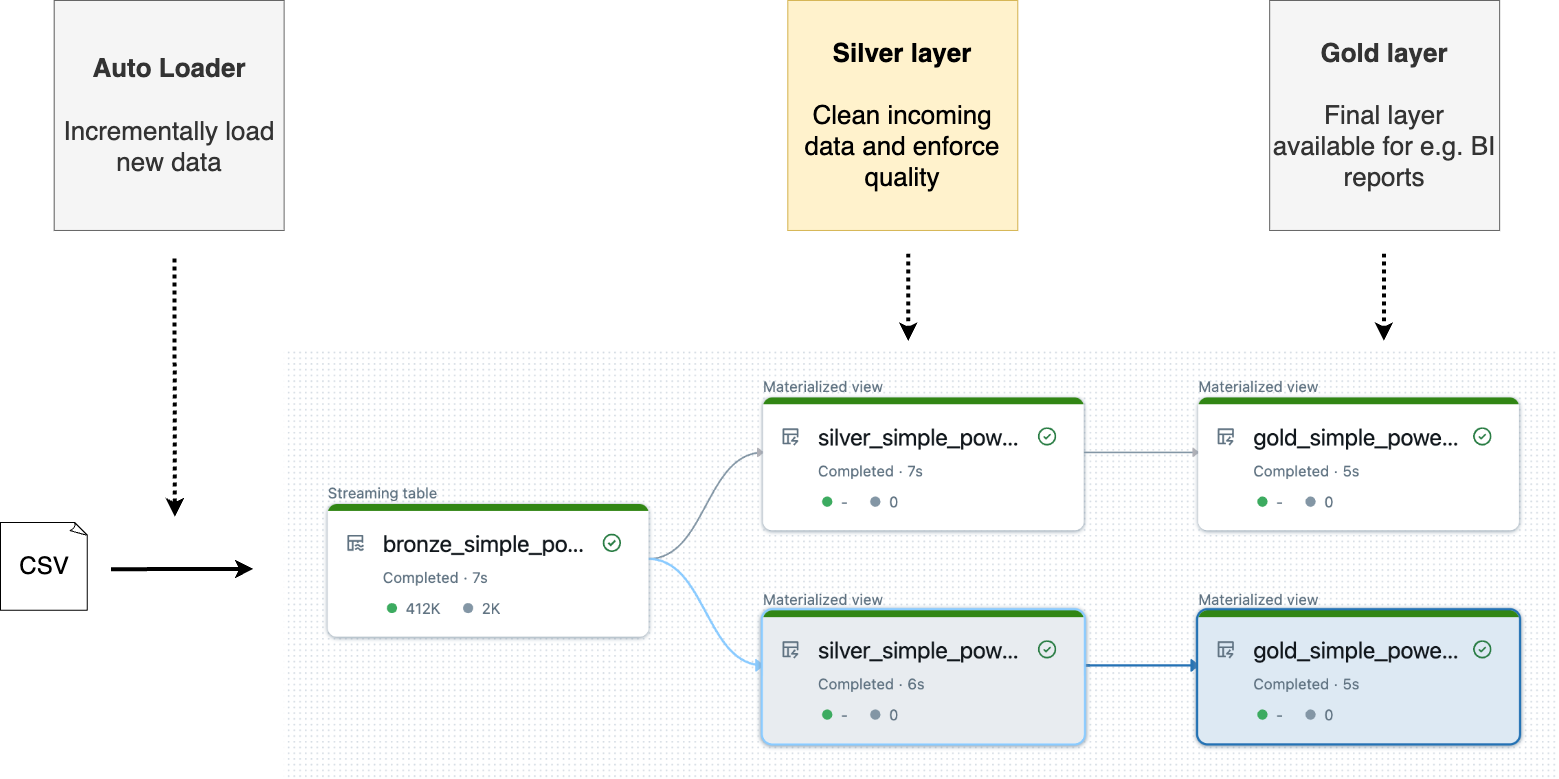 Auto Loader
Incrementally load
new data
Silver layer
Clean incoming
data and enforce
quality
Gold layer
Final layer
available for e.g. BI
reports
CSV
Streaming table
bronze_simple_po...
Completed · 7s
412K 2K
Materialized view
silver_simple_pow...
Completed · 7s
- 0
Materialized view
gold_simple_powe...
Completed · 5s
- 0
Materialized view
silver_simple_pow...
Completed · 6s
- 0
Materialized view
gold_simple_powe...
Completed · 5s
- 0